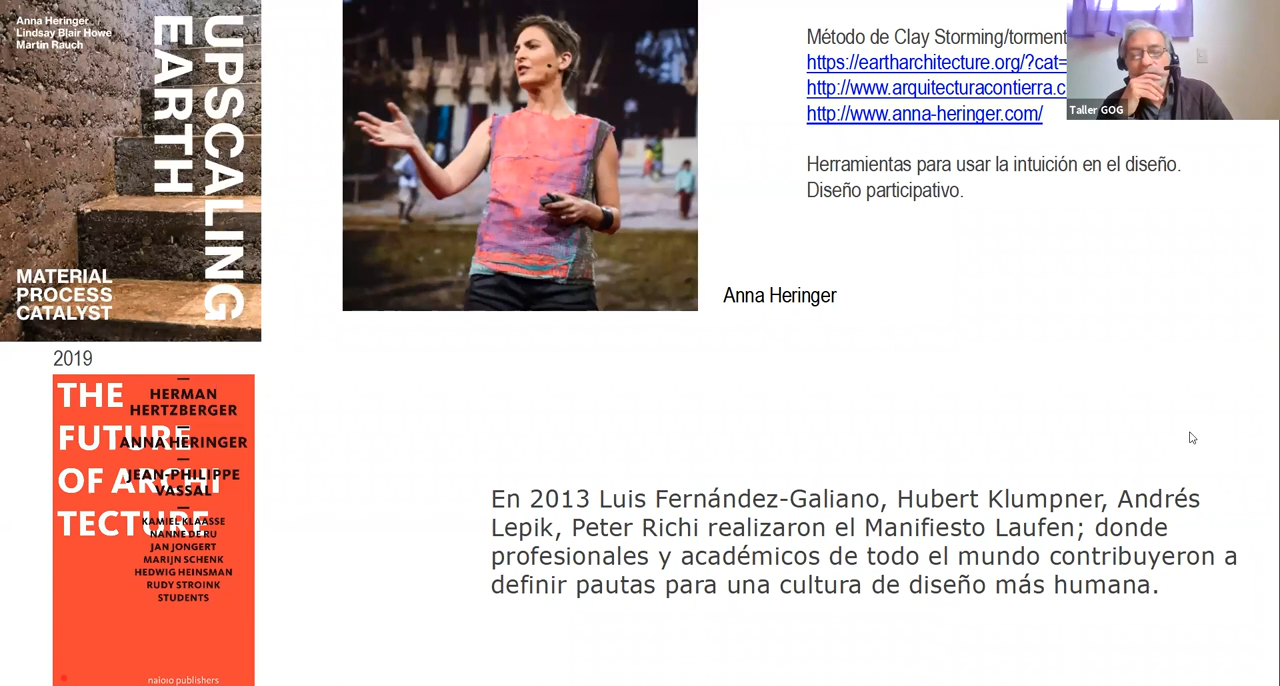 Anna Heringer
Lindsay Blair Howe
Martin Rauch
UPSCALING
EARTH
MATERIAL
PROCESS
CATALYST
2019
THE
FUTURE
OF ARCHI
TECTURE
HERMAN
HERTZBERGER
ANNA HERINGER
JEAN-PHILIPPE
VASSAL
KAMIEL KLAASSE
NANNE DE RU
JAN JONGERT
MARIJN SCHENK
HEDWIG HEINSMAN
RUDY STROINK
STUDENTS
nai010 publishers
Anna Heringer
Método de Clay Storming/torment
https://eartharchitecture.org/?cat=
http://www.arquitecturacontierra.c
http://www.anna-heringer.com/
Herramientas para usar la intuición en el diseño.
Diseño participativo.
Taller GOG
En 2013 Luis Fernández-Galiano, Hubert Klumpner, Andrés
Lepik, Peter Richi realizaron el Manifiesto Laufen; donde
profesionales y académicos de todo el mundo contribuyeron a
definir pautas para una cultura de diseño más humana.